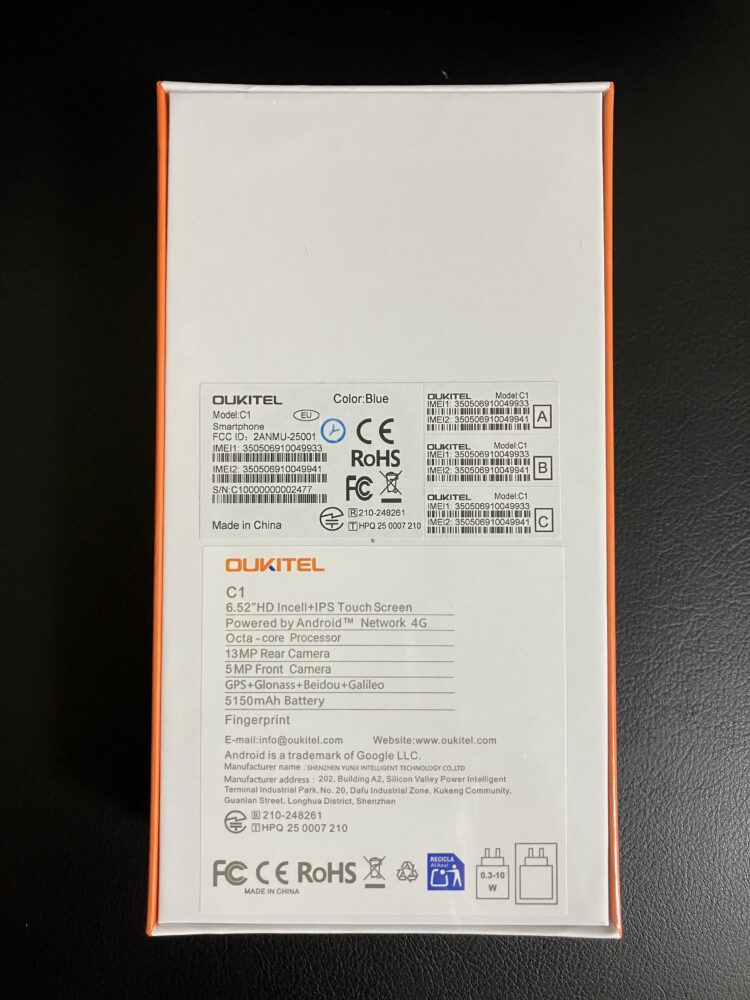 OUKITEL Color:Blue
Model:C1 EU
Smartphone
FCC ID: 2ANMU-25001
IMEI1: 350506910049933
IMEI2: 350506910049941
S/N:C10000000002477
Made in China
CE
RoHS
FC
R 210-248261
T HPQ 25 0007 210
OUKITEL Model:C1
IMEI1: 350506910049933
IMEI2: 350506910049941
A
OUKITEL Model:C1
IMEI1: 350506910049933
IMEI2: 350506910049941
B
OUKITEL Model:C1
IMEI1: 350506910049933
IMEI2: 350506910049941
C
OUKITEL
C1
6.52"HD Incell+IPS Touch Screen
Powered by Android™ Network 4G
Octa-core Processor
13MP Rear Camera
5MP Front Camera
GPS+Glonass+Beidou+Galileo
5150mAh Battery
Fingerprint
E-mail:info@oukitel.com Website:www.oukitel.com
Android is a trademark of Google LLC.
Manufacturer name : SHENZHEN YUNJI INTELLIGENT TECHNOLOGY CO.,LTD
Manufacturer address : 202, Building A2, Silicon Valley Power Intelligent
Terminal Industrial Park, No. 20, Dafu Industrial Zone, Kukeng Community,
Guanlan Street, Longhua District, Shenzhen
R 210-248261
T HPQ 25 0007 210
FC CE RoHS
MADE IN CHINA
RECICLA
Al Azul
0.3-10
W